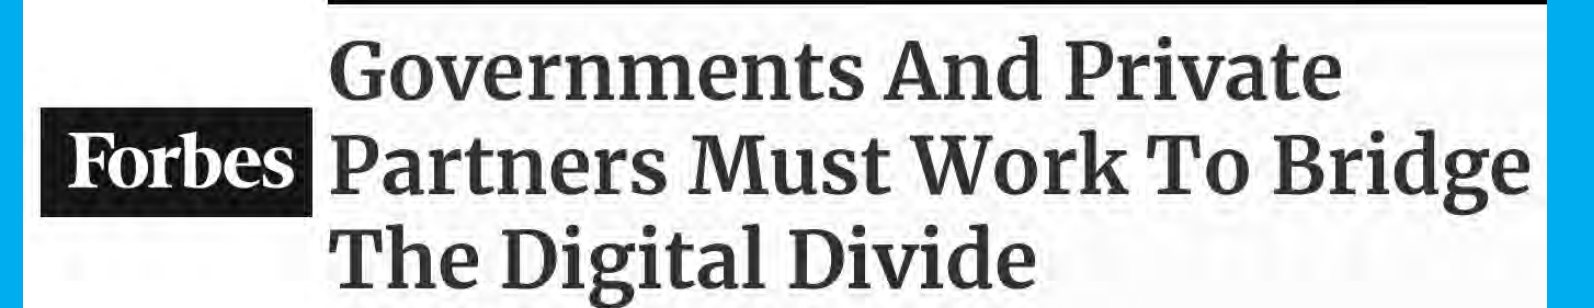 Forbes
Governments And Private
Partners Must Work To Bridge
The Digital Divide